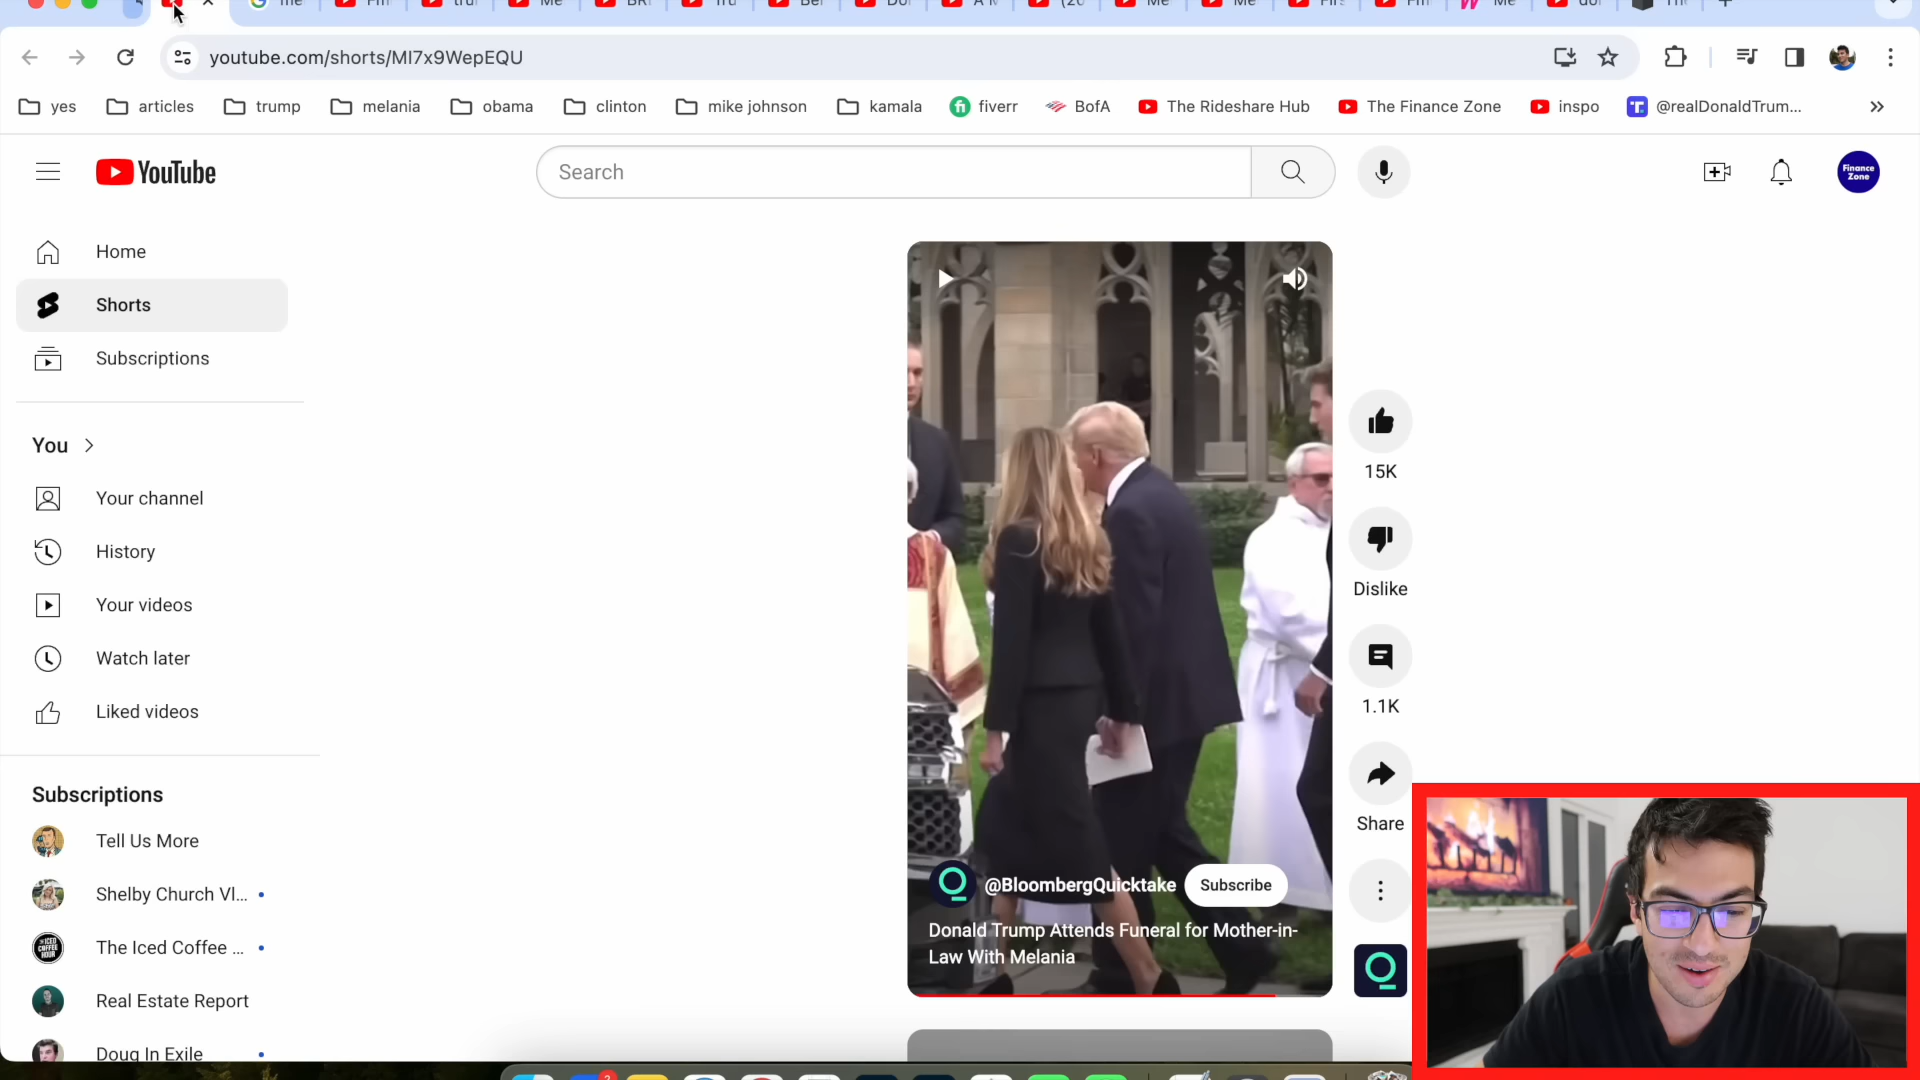 youtube.com/shorts/MI7x9WepEQU
yes
articles
trump
melania
obama
clinton
mike johnson
kamala
fiverr
BofA
The Rideshare Hub
The Finance Zone
inspo
@realDonaldTrum...
YouTube
Search
Finance
Zone
Home
Shorts
Subscriptions
You
Your channel
History
Your videos
Watch later
Liked videos
Subscriptions
Tell Us More
Shelby Church Vl...
The Iced Coffee ...
Real Estate Report
Doug In Exile
15K
Dislike
1.1K
Share
@BloombergQuicktake
Subscribe
Donald Trump Attends Funeral for Mother-in-
Law With Melania